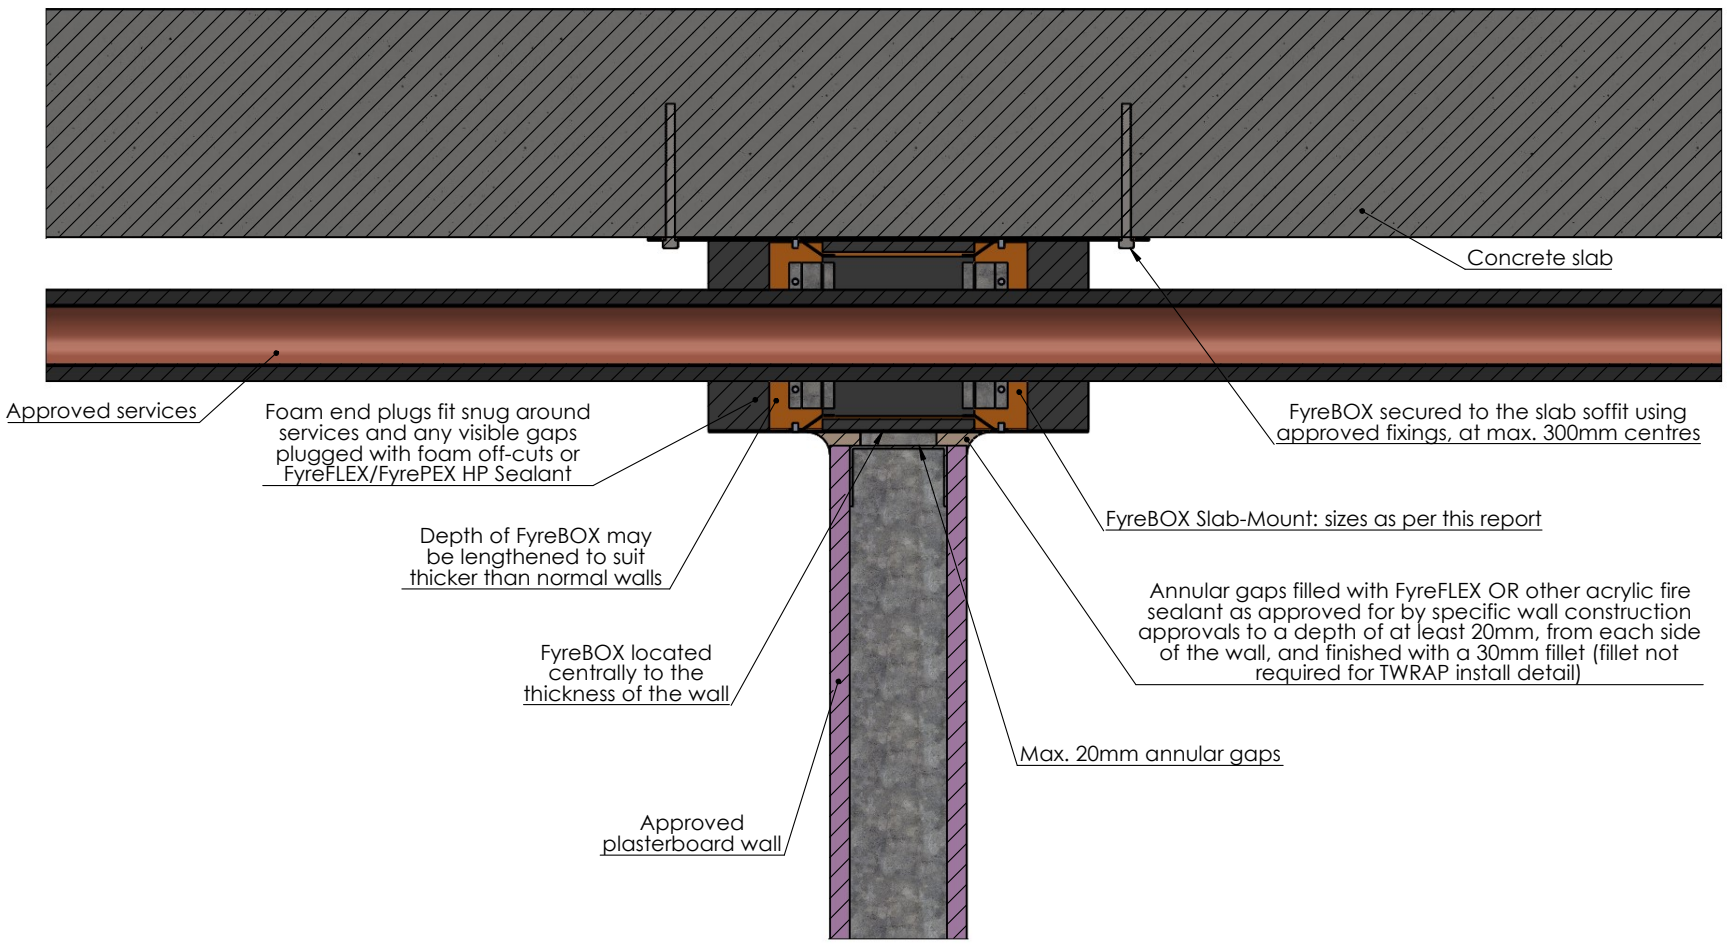 Concrete slab
Approved services
Foam end plugs fit snug around
services and any visible gaps
plugged with foam off-cuts or
FyreFLEX/FyrePEX HP Sealant
FyreBOX secured to the slab soffit using
approved fixings, at max. 300mm centres
FyreBOX Slab-Mount: sizes as per this report
Depth of FyreBOX may
be lengthened to suit
thicker than normal walls
Annular gaps filled with FyreFLEX OR other acrylic fire
sealant as approved for by specific wall construction
approvals to a depth of at least 20mm, from each side
of the wall, and finished with a 30mm fillet (fillet not
required for TWRAP install detail)
FyreBOX located
centrally to the
thickness of the wall
Max. 20mm annular gaps
Approved
plasterboard wall